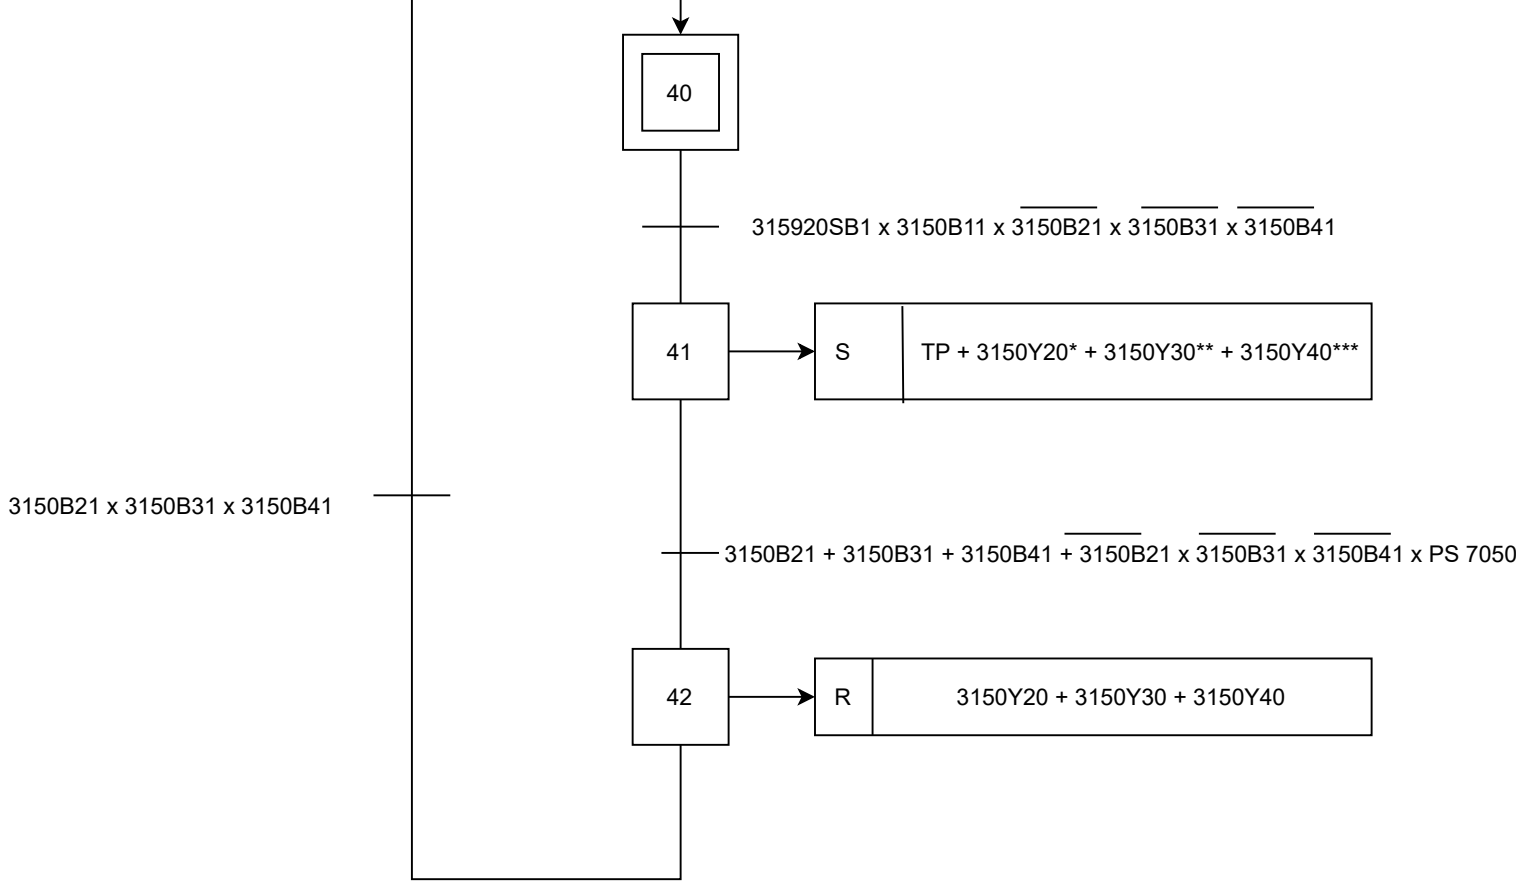 40
315920SB1 x 3150B11 x 3150B21 x 3150B31 x 3150B41
41
S
TP + 3150Y20* + 3150Y30** + 3150Y40***
3150B21 x 3150B31 x 3150B41
3150B21 + 3150B31 + 3150B41 + 3150B21 x 3150B31 x 3150B41 x PS 7050
42
R
3150Y20 + 3150Y30 + 3150Y40